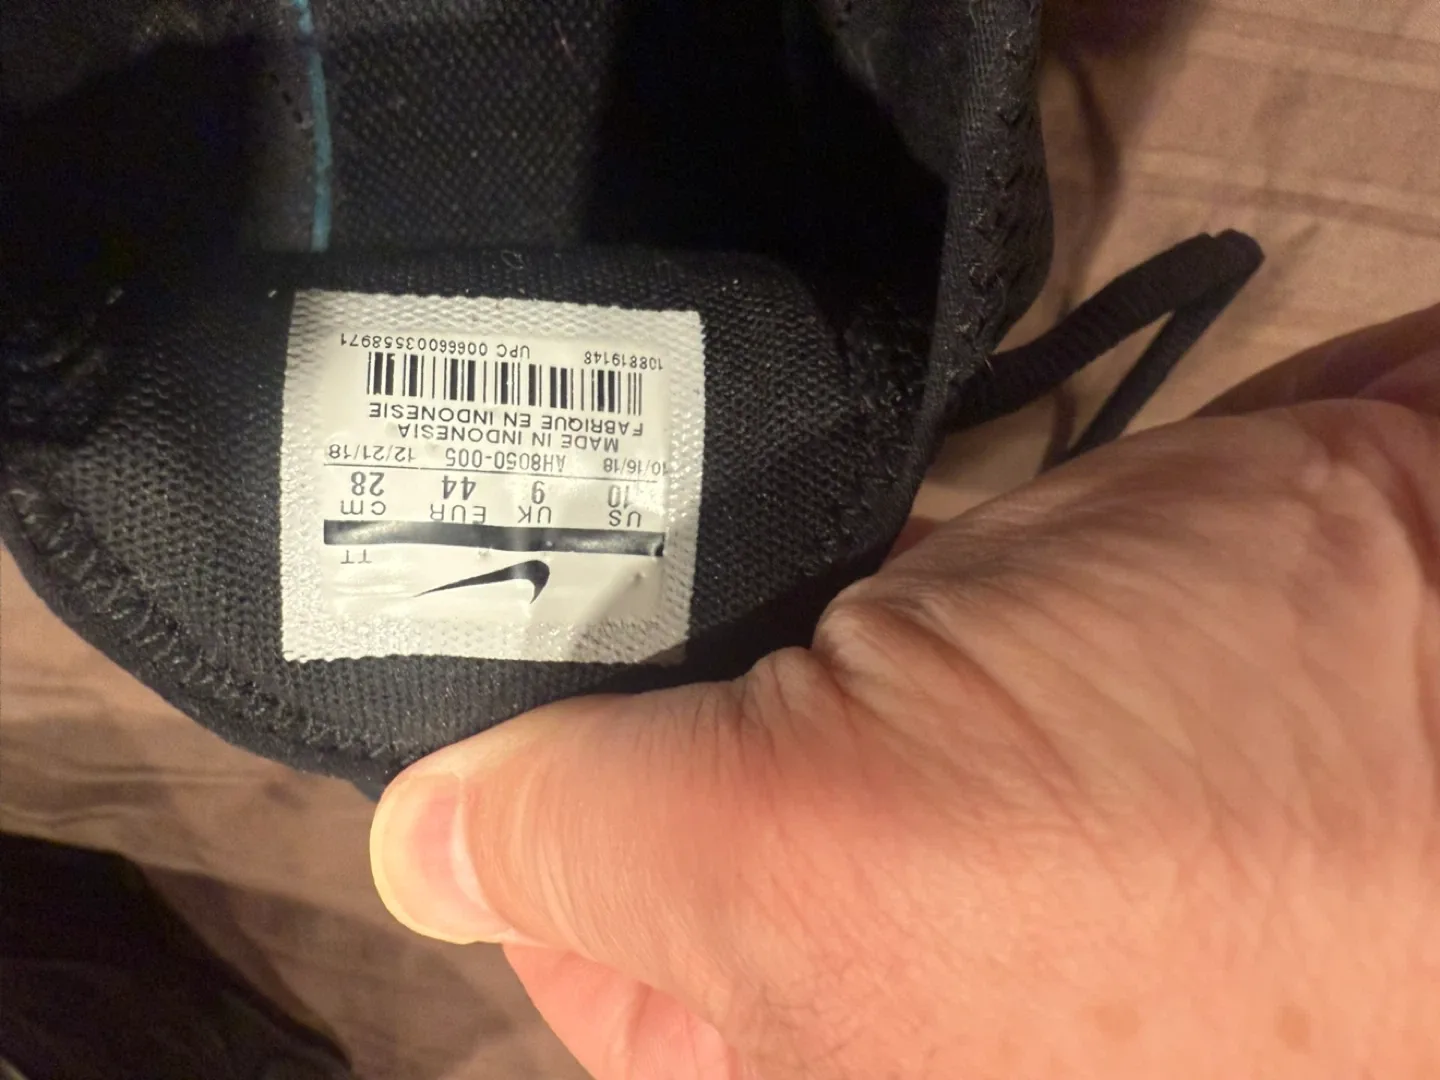 TT
US UK EUR cm
10 9 44 28
10/16/18 AH8050-005 12/21/18
MADE IN INDONESIA
FABRIQUE EN INDONESIE
108819148 UPC 00666003558971